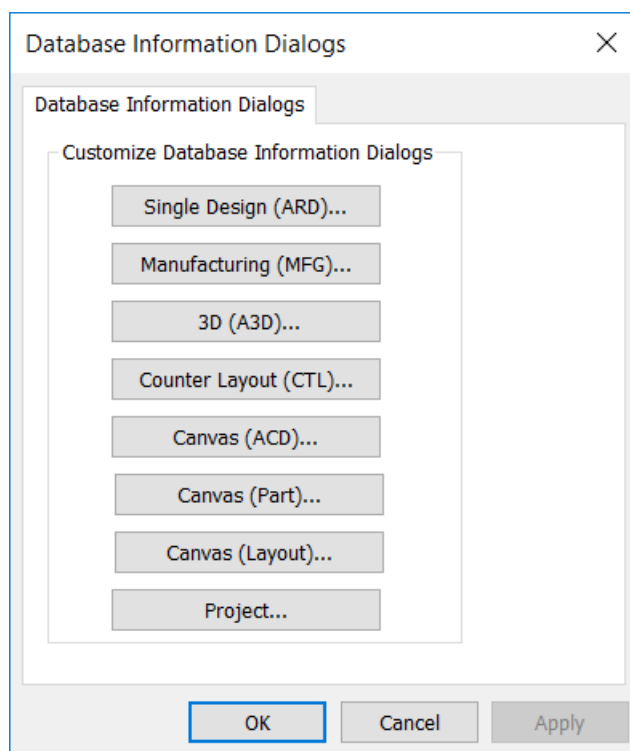 Database Information Dialogs
Database Information Dialogs
Customize Database Information Dialogs
Single Design (ARD)...
Manufacturing (MFG)...
3D (A3D)...
Counter Layout (CTL)...
Canvas (ACD)...
Canvas (Part)...
Canvas (Layout)...
Project...
OK Cancel Apply